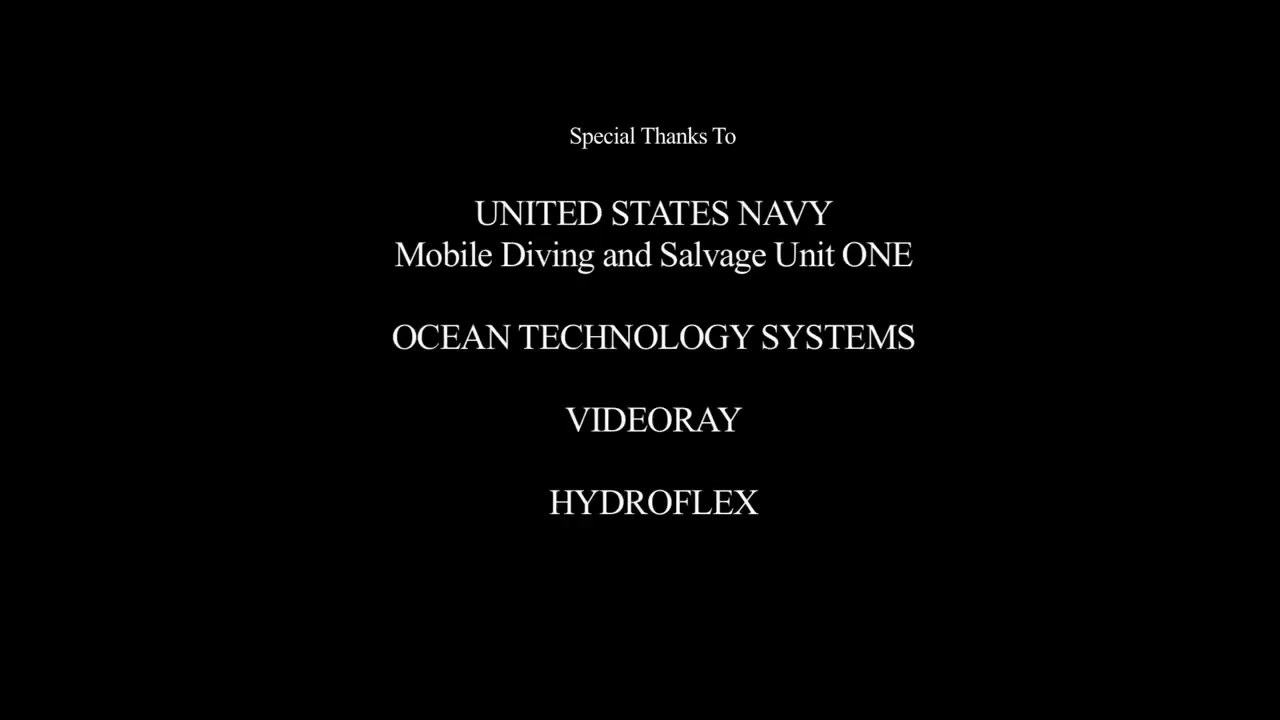 Special Thanks To
UNITED STATES NAVY
Mobile Diving and Salvage Unit ONE
OCEAN TECHNOLOGY SYSTEMS
VIDEORAY
HYDROFLEX